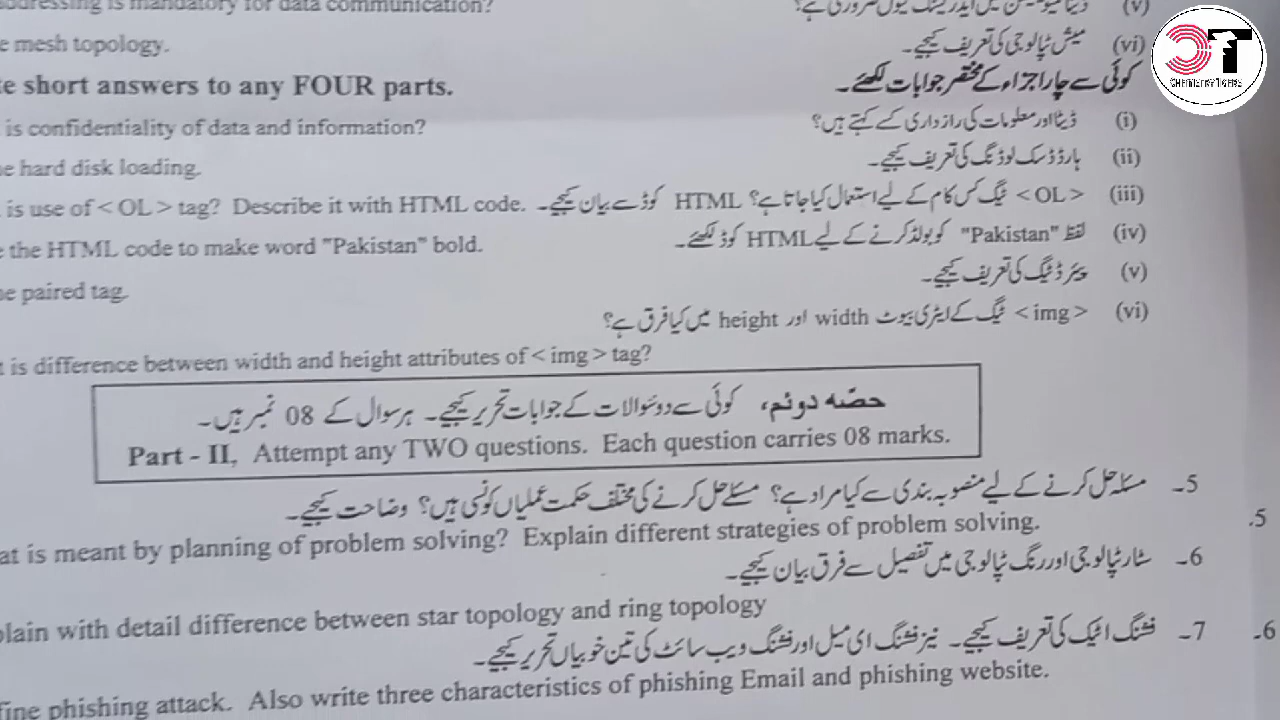 addressing is mandatory for data communication?
ڈیٹا کمیونیکیشن میں ایڈریسنگ کیوں ضروری ہے؟ (v)
e mesh topology.
میش ٹپالوجی کی تعریف کیجیے۔ (vi)
te short answers to any FOUR parts.
کوئی سے چار اجزاء کے مختصر جوابات لکھئے۔
is confidentiality of data and information?
ڈیٹا اور معلومات کی رازداری کسے کہتے ہیں؟ (i)
ne hard disk loading.
ہارڈ ڈسک لوڈنگ کی تعریف کیجیے۔ (ii)
is use of < OL > tag? Describe it with HTML code.
< OL > ٹیگ کس کام کے لیے استعمال کیا جاتا ہے؟ HTML کوڈ سے بیان کیجیے۔ (iii)
e the HTML code to make word "Pakistan" bold.
لفظ "Pakistan" کو بولڈ کرنے کے لیے HTML کوڈ لکھئے۔ (iv)
ne paired tag.
پیئرڈ ٹیگ کی تعریف کیجیے۔ (v)
< img > ٹیگ کے ایٹری بیوٹ width اور height میں کیا فرق ہے؟ (vi)
t is difference between width and height attributes of < img > tag?
حصّہ دوئم، کوئی سے دو سوالات کے جوابات تحریر کیجیے۔ ہر سوال کے 08 نمبر ہیں۔
Part - II, Attempt any TWO questions. Each question carries 08 marks.
5۔ مسئلہ حل کرنے کے لیے منصوبہ بندی سے کیا مراد ہے؟ مسئلے حل کرنے کی مختلف حکمت عملیاں کونسی ہیں؟ وضاحت کیجیے۔
.5
at is meant by planning of problem solving? Explain different strategies of problem solving.
6۔ سٹار ٹپالوجی اور رنگ ٹپالوجی میں تفصیل سے فرق بیان کیجیے۔
plain with detail difference between star topology and ring topology
7۔ فشنگ اٹیک کی تعریف کیجیے۔ نیز فشنگ ای میل اور فشنگ ویب سائٹ کی تین خوبیاں تحریر کیجیے۔
6۔
fine phishing attack. Also write three characteristics of phishing Email and phishing website.
CT